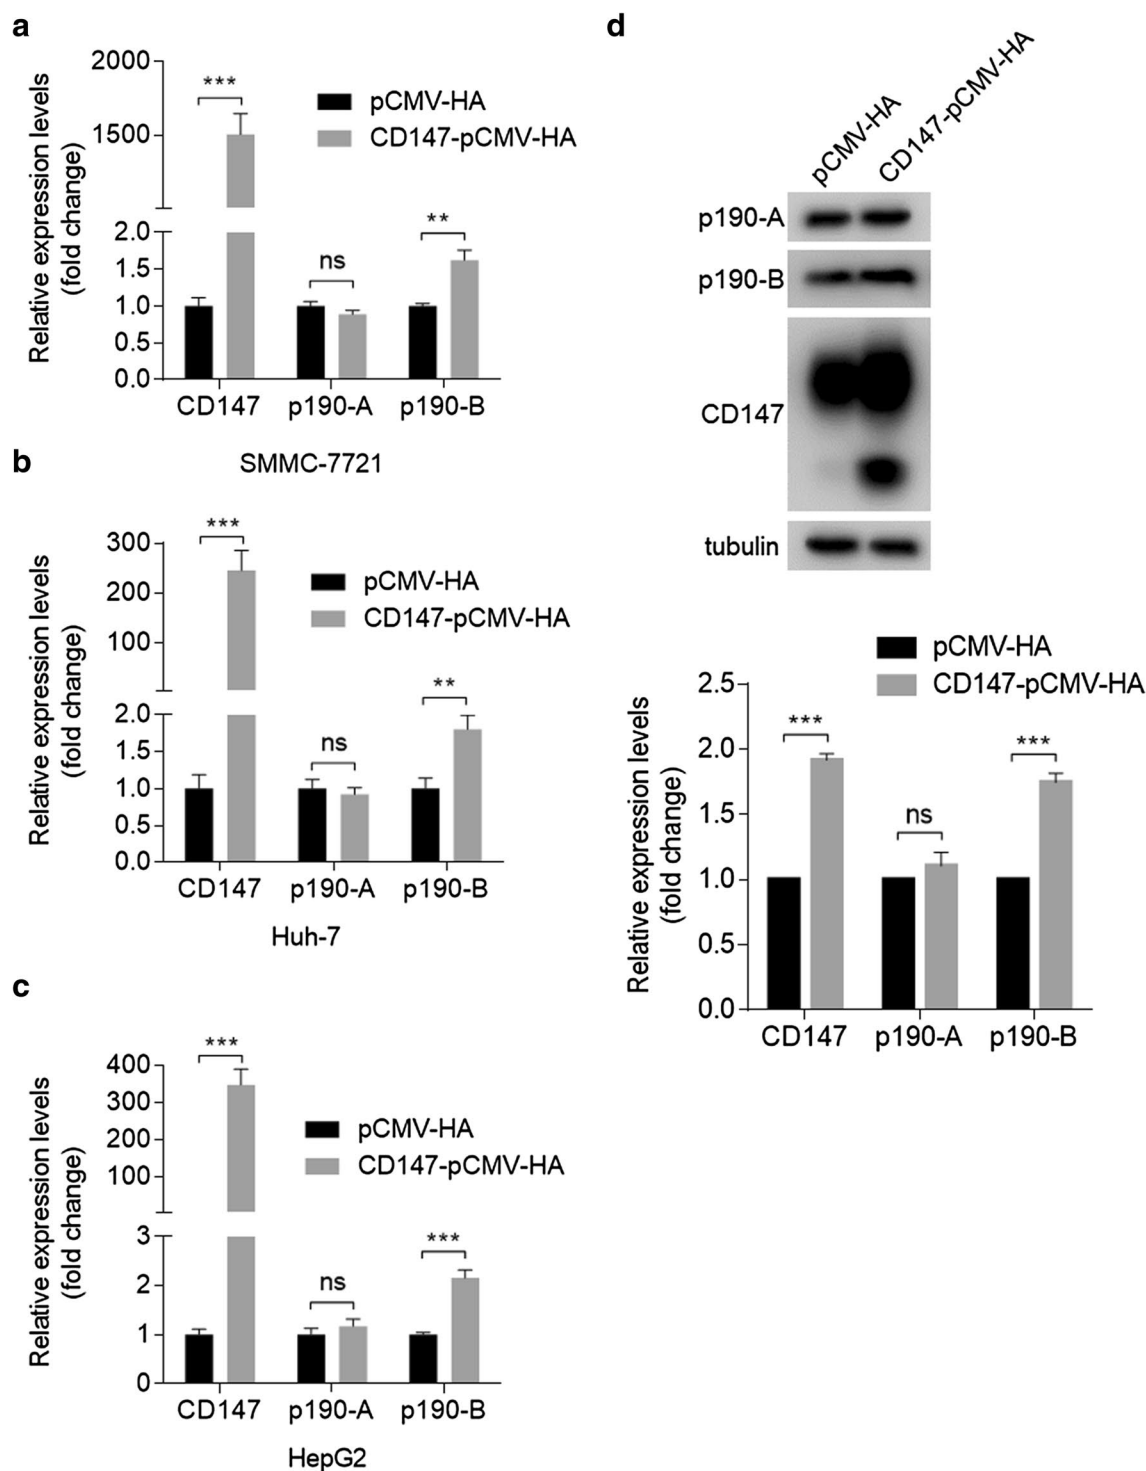 a
Relative expression levels
(fold change)
2000
1500
2.0
1.5
1.0
0.5
0.0
***
ns
**
pCMV-HA
CD147-pCMV-HA
CD147 p190-A p190-B
SMMC-7721
b
Relative expression levels
(fold change)
300
200
100
2.0
1.5
1.0
0.5
0.0
***
ns
**
pCMV-HA
CD147-pCMV-HA
CD147 p190-A p190-B
Huh-7
c
Relative expression levels
(fold change)
400
300
200
100
3
2
1
0
***
ns
***
pCMV-HA
CD147-pCMV-HA
CD147 p190-A p190-B
HepG2
d
pCMV-HA
CD147-pCMV-HA
p190-A
p190-B
CD147
tubulin
pCMV-HA
CD147-pCMV-HA
Relative expression levels
(fold change)
2.5
2.0
1.5
1.0
0.5
0.0
***
ns
***
CD147 p190-A p190-B